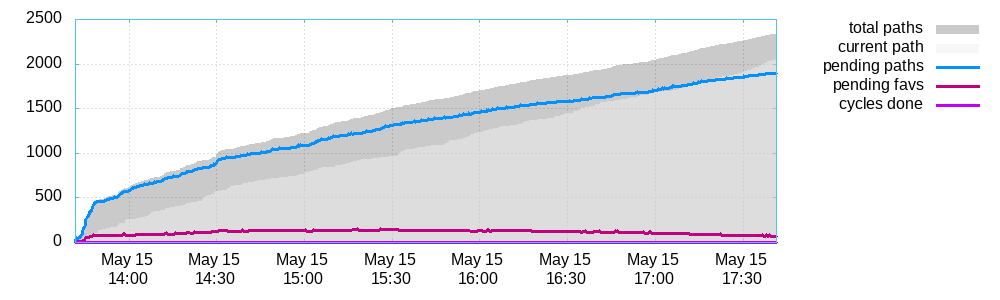 2500
2000
1500
1000
500
0
May 15 May 15 May 15 May 15 May 15 May 15 May 15 May 15
14:00 14:30 15:00 15:30 16:00 16:30 17:00 17:30
total paths
current path
pending paths
pending favs
cycles done